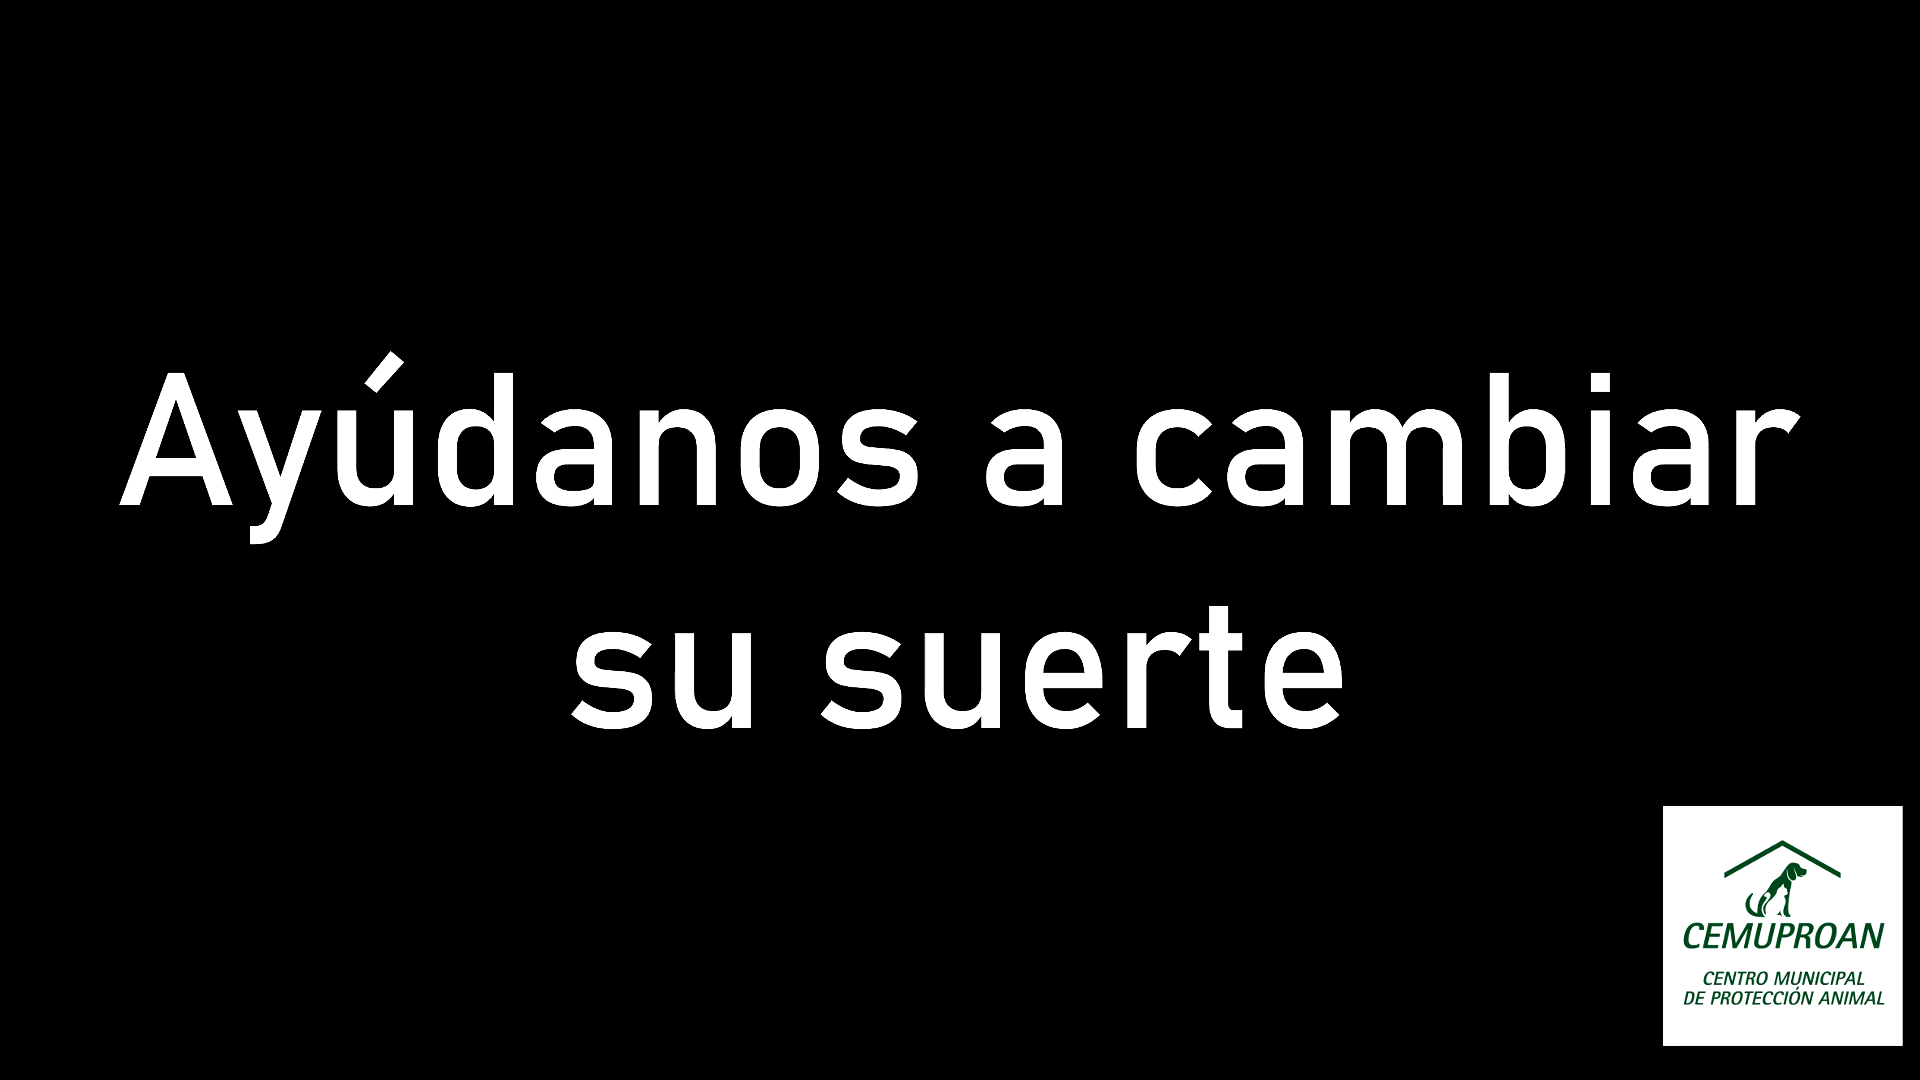 Ayúdanos a cambiar
su suerte
CEMUPROAN
CENTRO MUNICIPAL
DE PROTECCIÓN ANIMAL